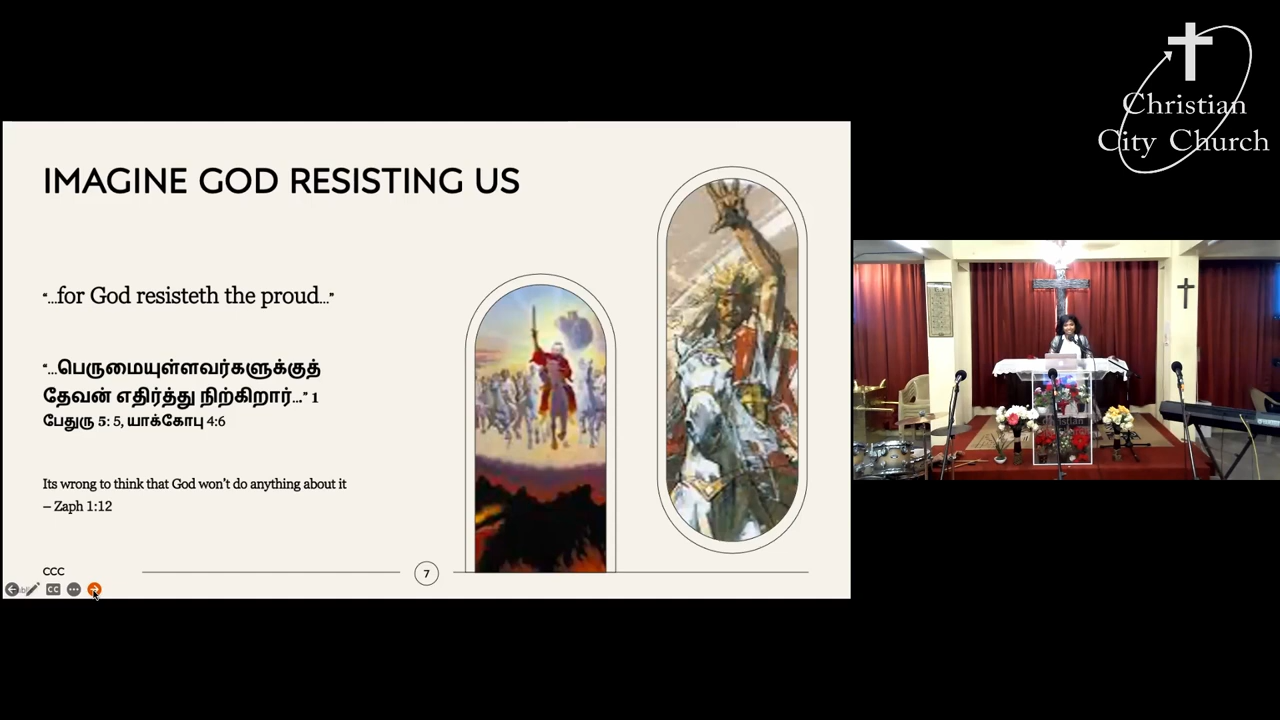 IMAGINE GOD RESISTING US
“...for God resisteth the proud...”
“...பெருமையுள்ளவர்களுக்குத்
தேவன் எதிர்த்து நிற்கிறார்...” 1
பேதுரு 5: 5, யாக்கோபு 4:6
Its wrong to think that God won’t do anything about it
– Zaph 1:12
CCC
7
CC
Christian
City Church